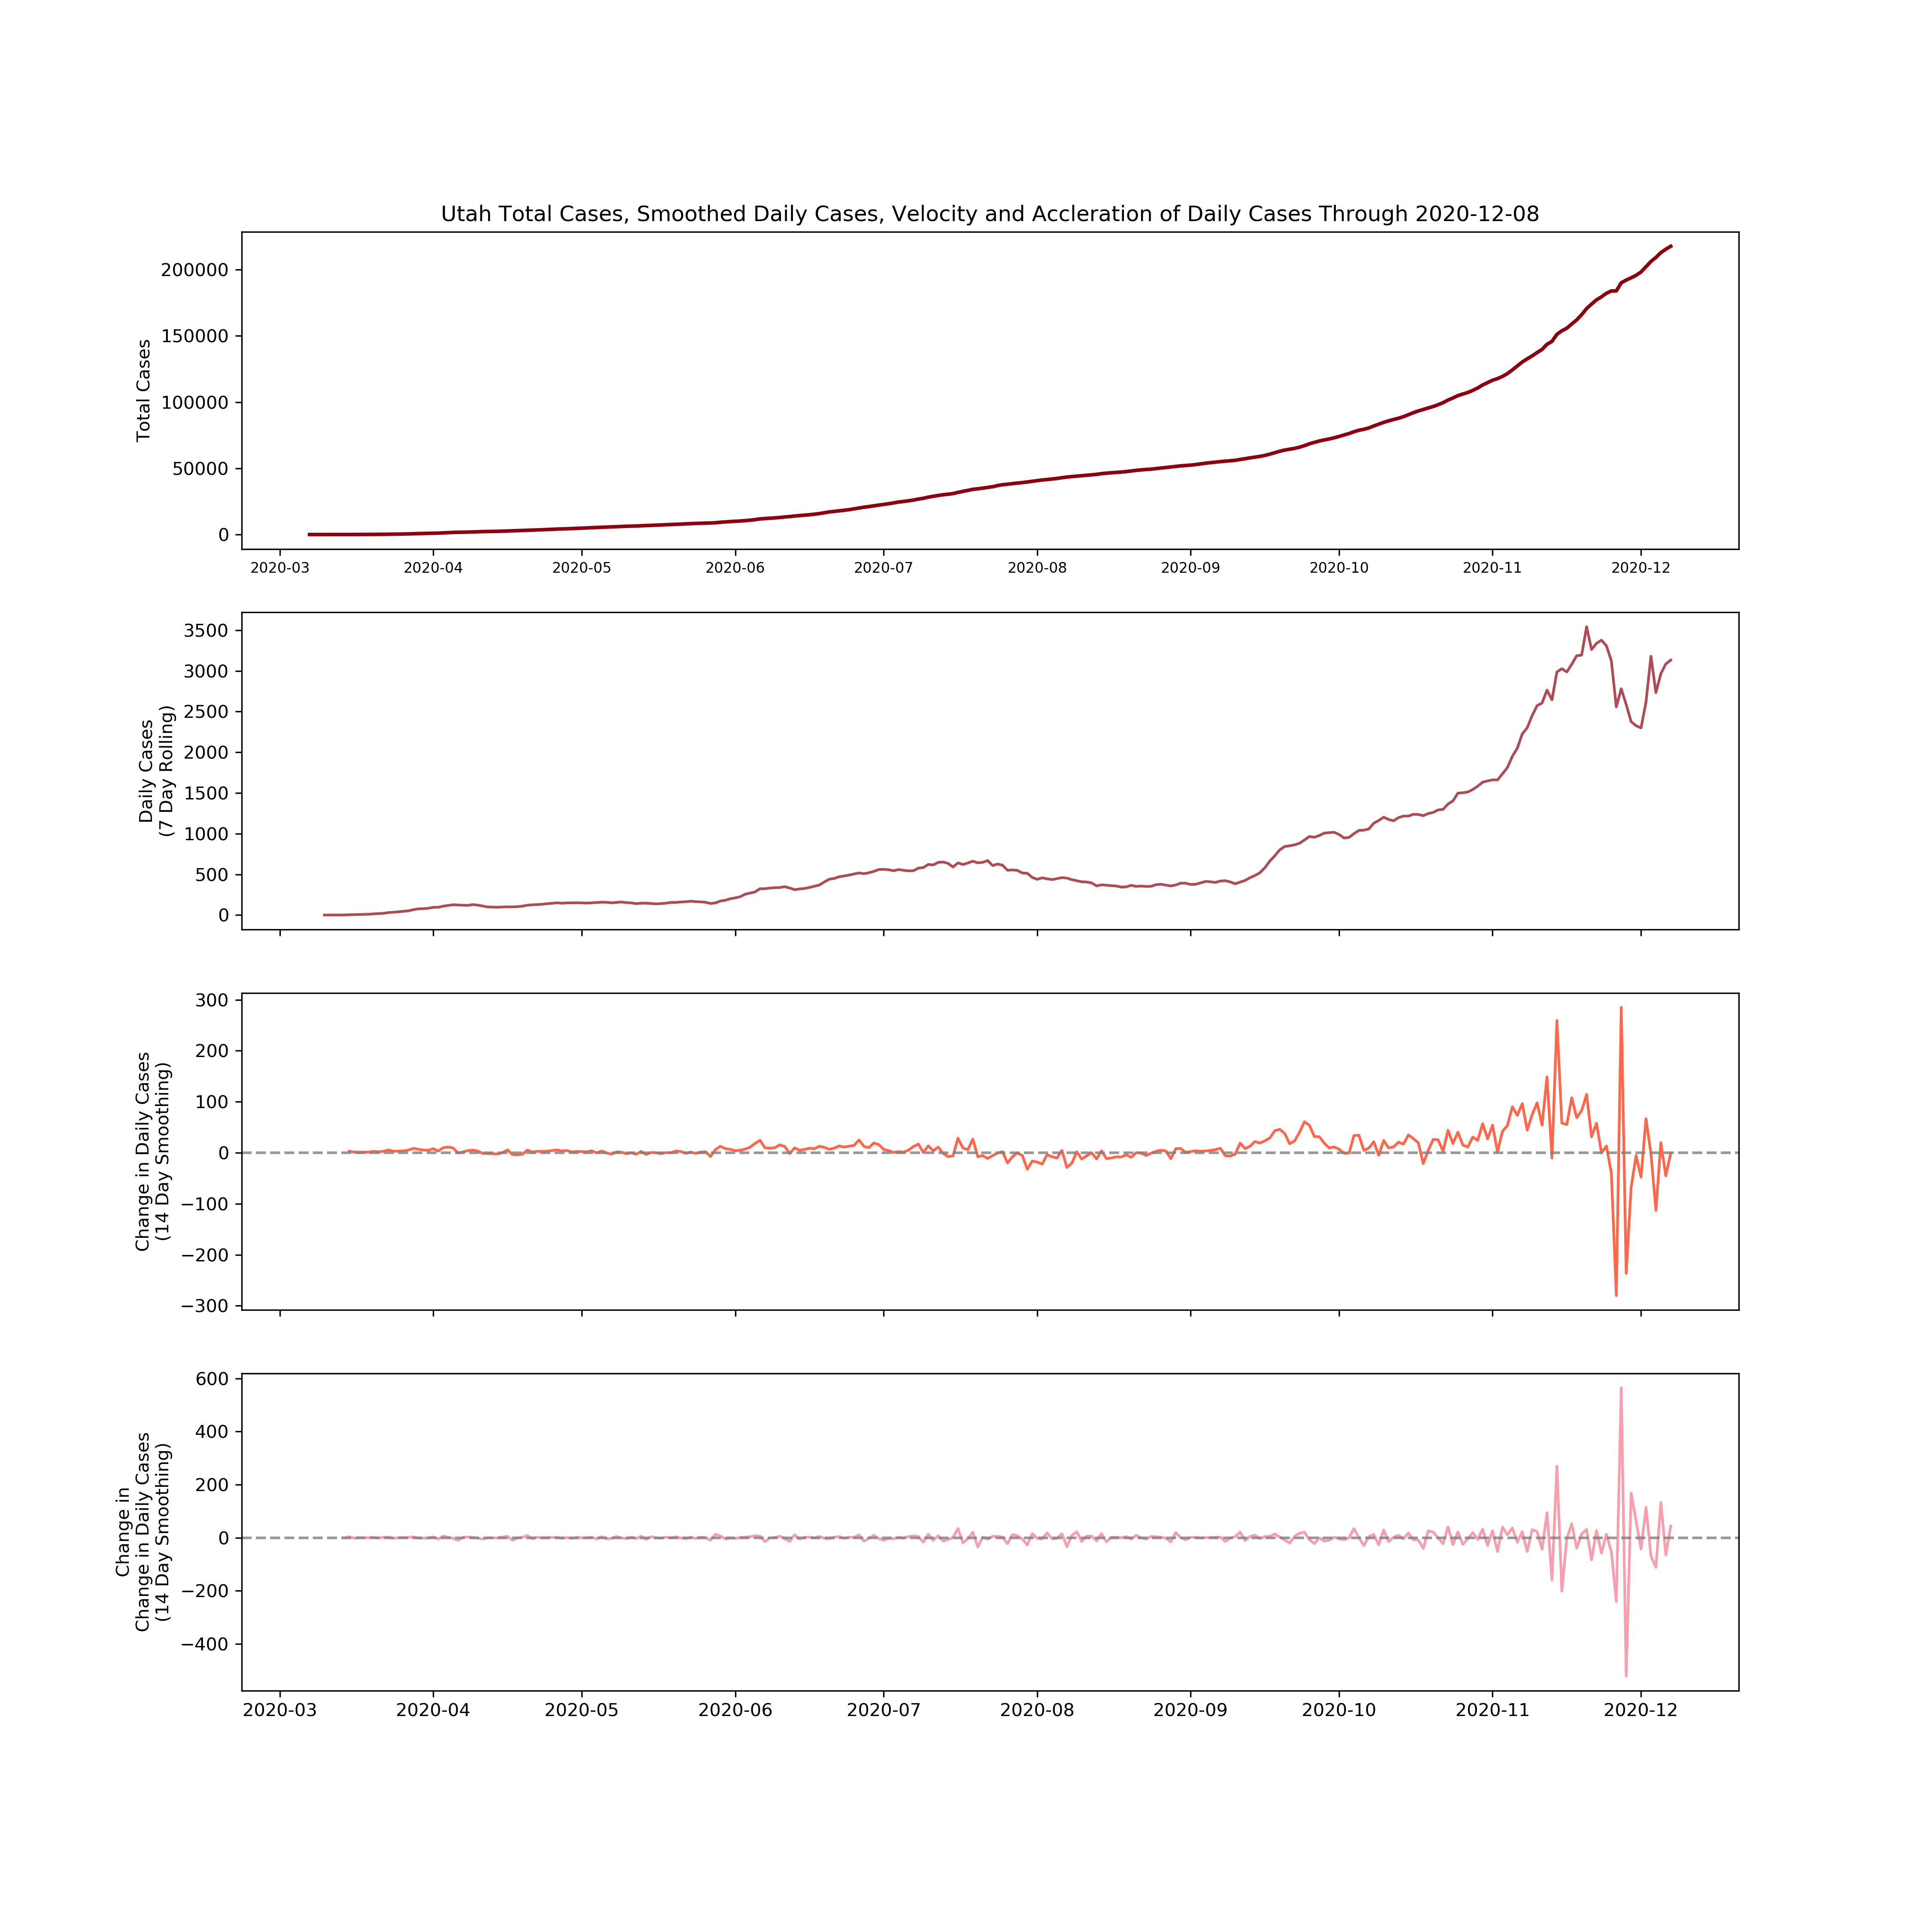 Utah Total Cases, Smoothed Daily Cases, Velocity and Accleration of Daily Cases Through 2020-12-08
Total Cases
200000
150000
100000
50000
0
2020-03 2020-04 2020-05 2020-06 2020-07 2020-08 2020-09 2020-10 2020-11 2020-12
Daily Cases
(7 Day Rolling)
3500
3000
2500
2000
1500
1000
500
0
Change in Daily Cases
(14 Day Smoothing)
300
200
100
0
−100
−200
−300
Change in
Change in Daily Cases
(14 Day Smoothing)
600
400
200
0
−200
−400
2020-03 2020-04 2020-05 2020-06 2020-07 2020-08 2020-09 2020-10 2020-11 2020-12